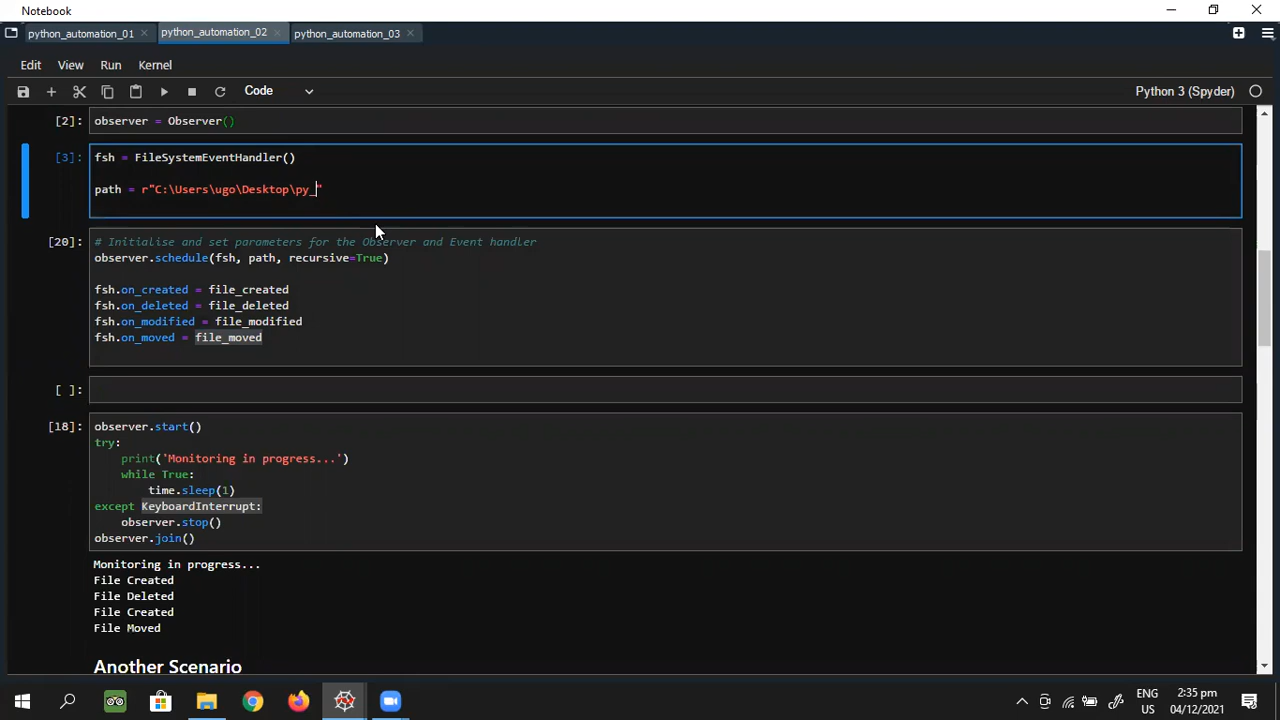 Notebook
python_automation_01
python_automation_02
python_automation_03
Edit View Run Kernel
Code
Python 3 (Spyder)
[2]: observer = Observer()
[3]: fsh = FileSystemEventHandler()
path = r"C:\Users\ugo\Desktop\py_"
[20]: # Initialise and set parameters for the Observer and Event handler
observer.schedule(fsh, path, recursive=True)
fsh.on_created = file_created
fsh.on_deleted = file_deleted
fsh.on_modified = file_modified
fsh.on_moved = file_moved
[ ]:
[18]: observer.start()
try:
print('Monitoring in progress...')
while True:
time.sleep(1)
except KeyboardInterrupt:
observer.stop()
observer.join()
Monitoring in progress...
File Created
File Deleted
File Created
File Moved
Another Scenario
ENG
US
2:35 pm
04/12/2021